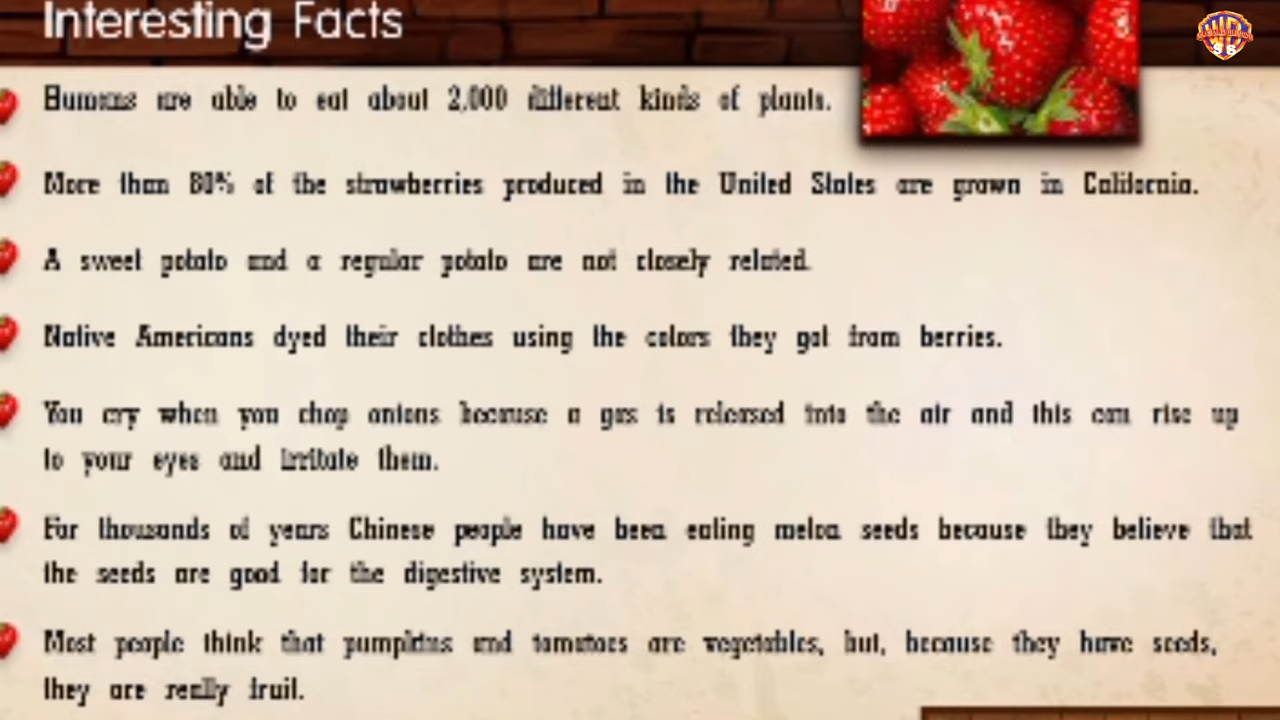 Interesting Facts
Humans are able to eat about 2,000 different kinds of plants.
More than 80% of the strawberries produced in the United States are grown in California.
A sweet potato and a regular potato are not closely related.
Native Americans dyed their clothes using the colors they got from berries.
You cry when you chop onions because a gas is released into the air and this can rise up
to your eyes and irritate them.
For thousands of years Chinese people have been eating melon seeds because they believe that
the seeds are good for the digestive system.
Most people think that pumpkins and tomatoes are vegetables, but, because they have seeds,
they are really fruit.